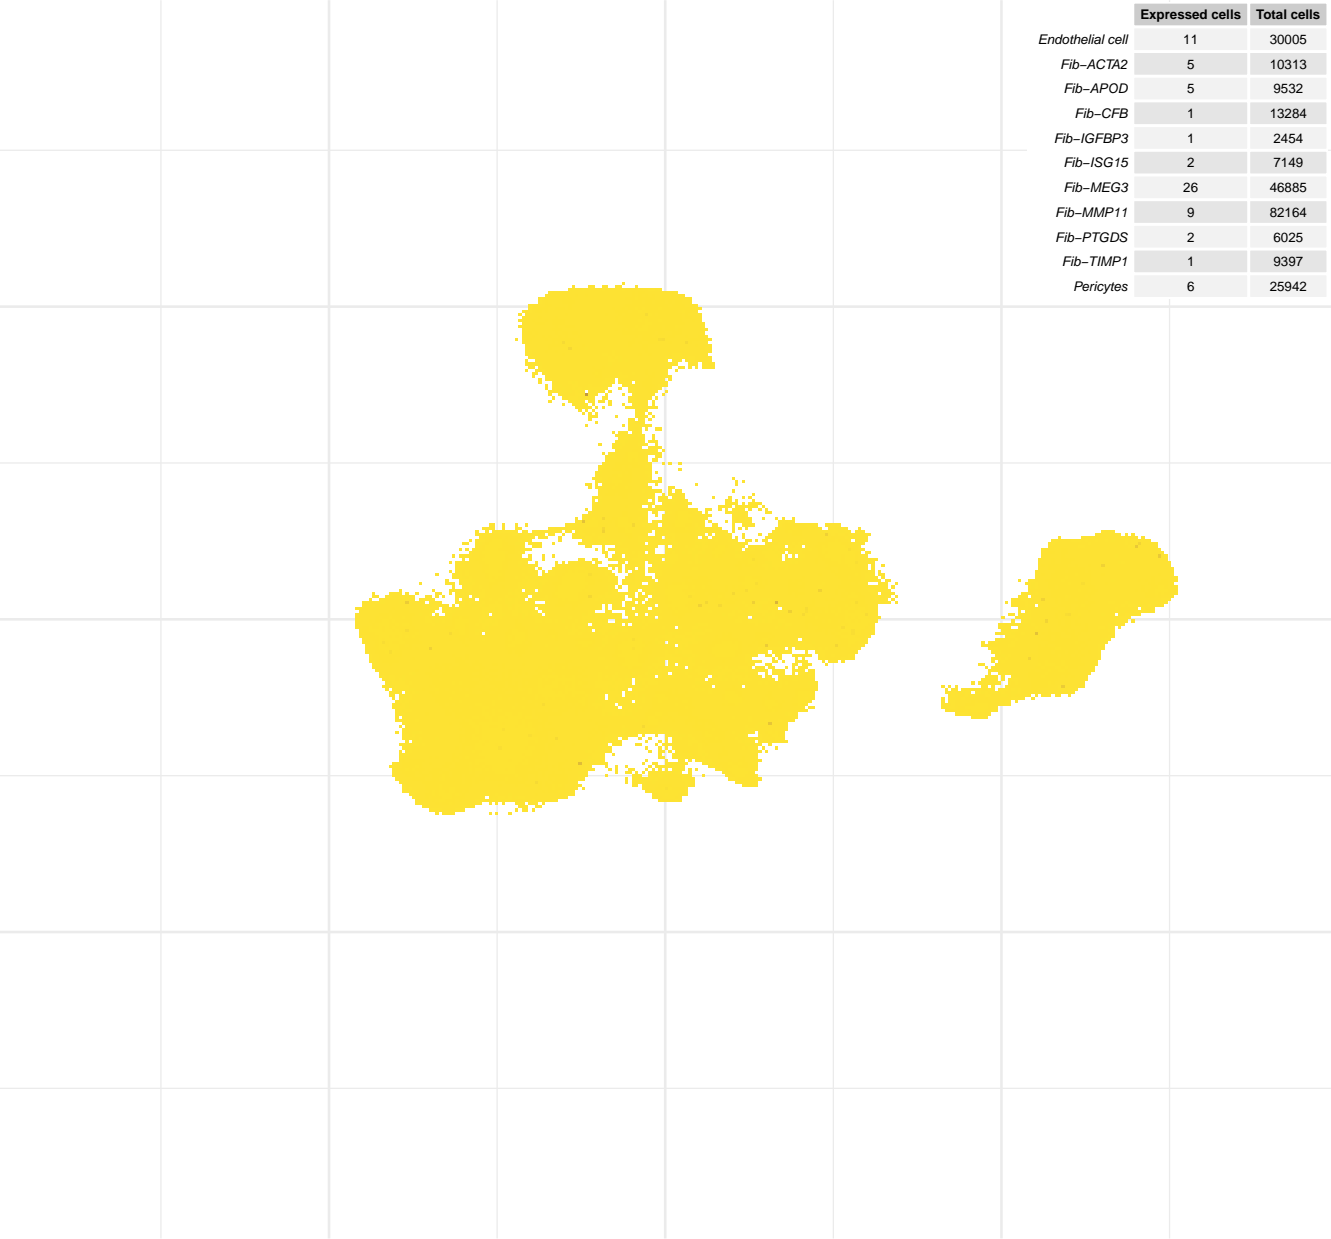 Expressed cells Total cells
Endothelial cell 11 30005
Fib−ACTA2 5 10313
Fib−APOD 5 9532
Fib−CFB 1 13284
Fib−IGFBP3 1 2454
Fib−ISG15 2 7149
Fib−MEG3 26 46885
Fib−MMP11 9 82164
Fib−PTGDS 2 6025
Fib−TIMP1 1 9397
Pericytes 6 25942